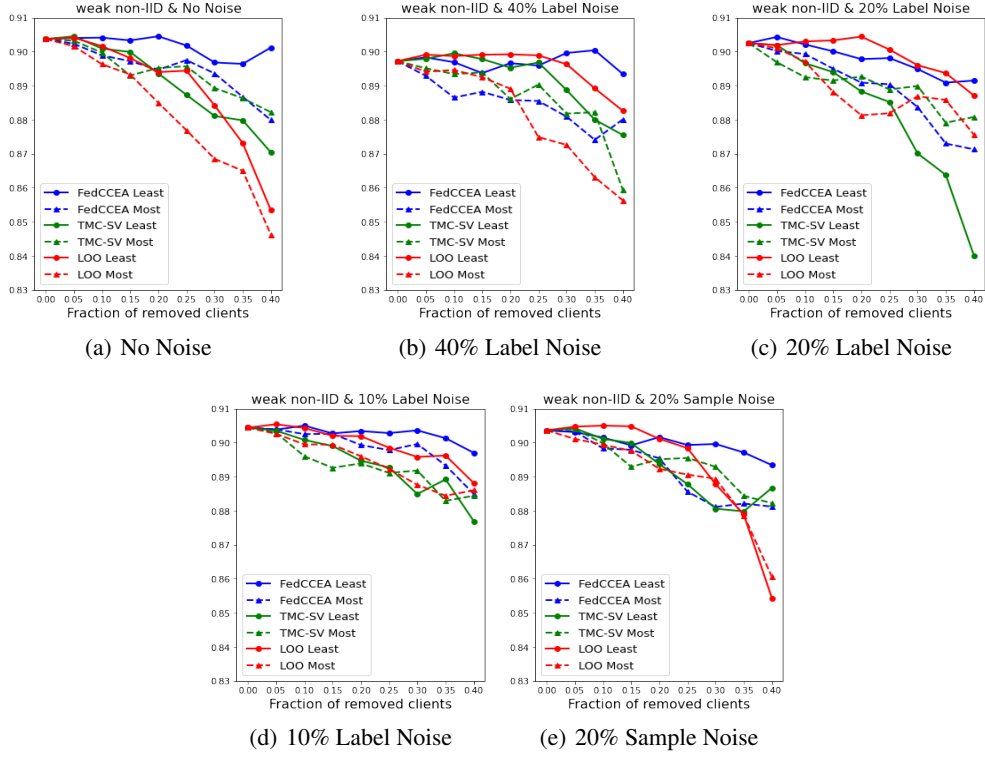 weak non-IID & No Noise
0.91
0.90
0.89
0.88
0.87
0.86
0.85
0.84
0.83
FedCCEA Least
FedCCEA Most
TMC-SV Least
TMC-SV Most
LOO Least
LOO Most
0.00 0.05 0.10 0.15 0.20 0.25 0.30 0.35 0.40
Fraction of removed clients
(a) No Noise
weak non-IID & 40% Label Noise
0.91
0.90
0.89
0.88
0.87
0.86
0.85
0.84
0.83
FedCCEA Least
FedCCEA Most
TMC-SV Least
TMC-SV Most
LOO Least
LOO Most
0.00 0.05 0.10 0.15 0.20 0.25 0.30 0.35 0.40
Fraction of removed clients
(b) 40% Label Noise
weak non-IID & 20% Label Noise
0.91
0.90
0.89
0.88
0.87
0.86
0.85
0.84
0.83
FedCCEA Least
FedCCEA Most
TMC-SV Least
TMC-SV Most
LOO Least
LOO Most
0.00 0.05 0.10 0.15 0.20 0.25 0.30 0.35 0.40
Fraction of removed clients
(c) 20% Label Noise
weak non-IID & 10% Label Noise
0.91
0.90
0.89
0.88
0.87
0.86
0.85
0.84
0.83
FedCCEA Least
FedCCEA Most
TMC-SV Least
TMC-SV Most
LOO Least
LOO Most
0.00 0.05 0.10 0.15 0.20 0.25 0.30 0.35 0.40
Fraction of removed clients
(d) 10% Label Noise
weak non-IID & 20% Sample Noise
0.91
0.90
0.89
0.88
0.87
0.86
0.85
0.84
0.83
FedCCEA Least
FedCCEA Most
TMC-SV Least
TMC-SV Most
LOO Least
LOO Most
0.00 0.05 0.10 0.15 0.20 0.25 0.30 0.35 0.40
Fraction of removed clients
(e) 20% Sample Noise